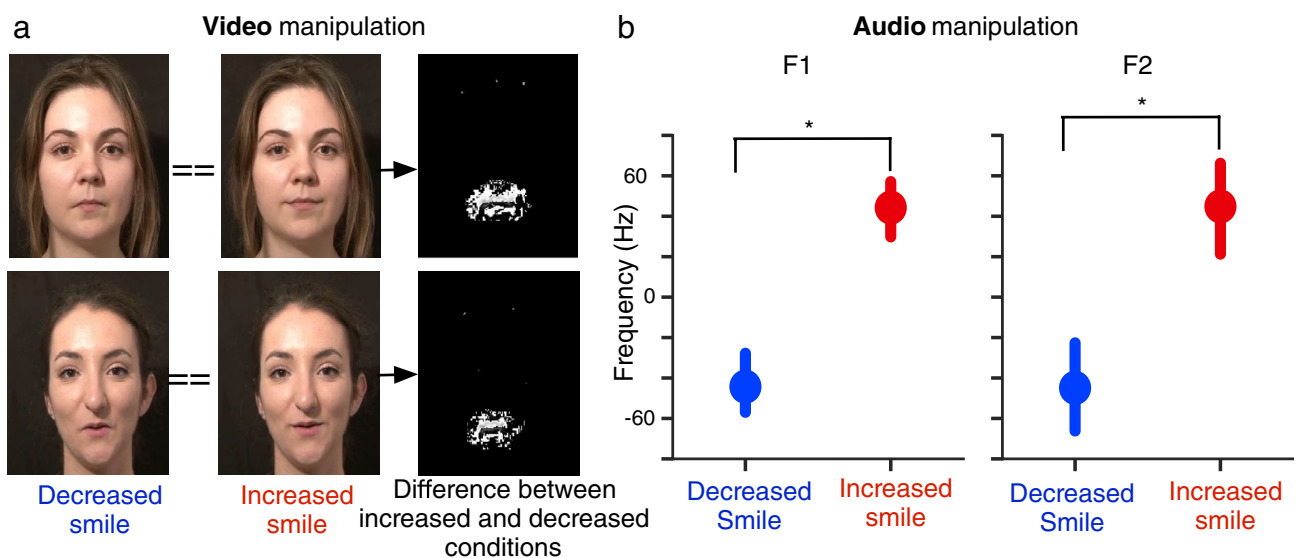 a
Video manipulation
==
==
Decreased
smile
Increased
smile
Difference between
increased and decreased
conditions
b
Audio manipulation
F1
F2
*
*
Frequency (Hz)
60
0
-60
Decreased
Smile
Increased
smile
Decreased
Smile
Increased
smile